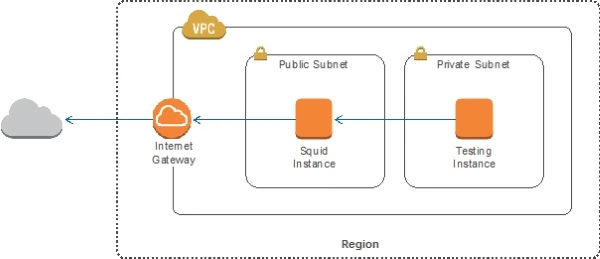 VPC
Public Subnet
Private Subnet
Internet
Gateway
Squid
Instance
Testing
Instance
Region